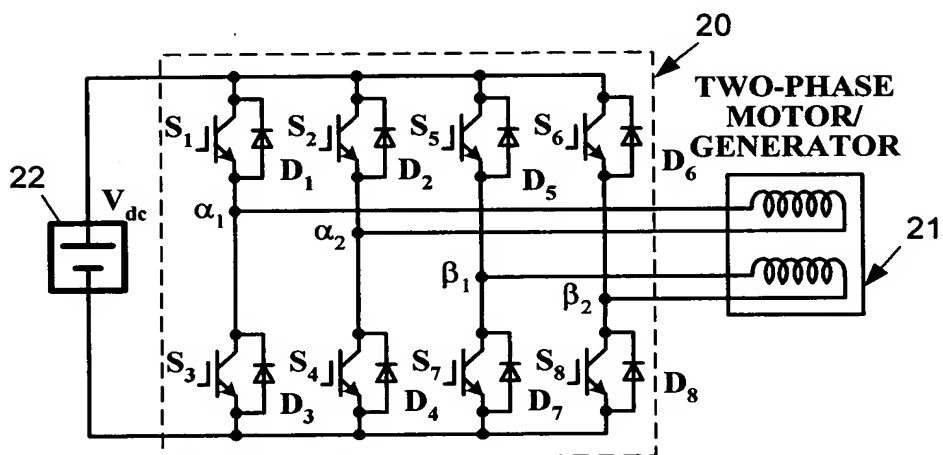 20
TWO-PHASE
MOTOR/
GENERATOR
S₁
S₂
S₅
S₆
D₁
D₂
D₅
D₆
22
V_dc
α₁
α₂
β₁
β₂
21
S₃
S₄
S₇
S₈
D₃
D₄
D₇
D₈